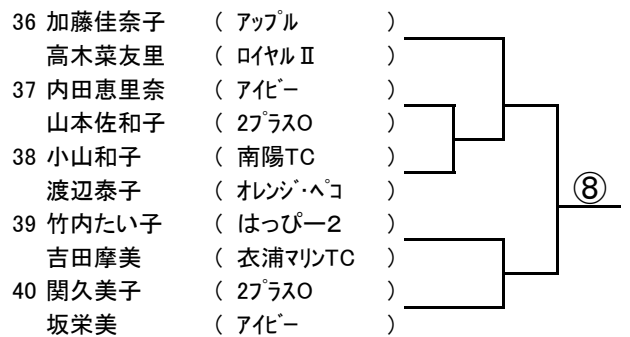 36 加藤佳奈子 ( アップル )
高木菜友里 ( ロイヤルⅡ )
37 内田恵里奈 ( アイビー )
山本佐和子 ( 2プラスO )
38 小山和子 ( 南陽TC )
渡辺泰子 ( オレンジ・ペコ )
⑧
39 竹内たい子 ( はっぴー2 )
吉田摩美 ( 衣浦マリンTC )
40 関久美子 ( 2プラスO )
坂栄美 ( アイビー )